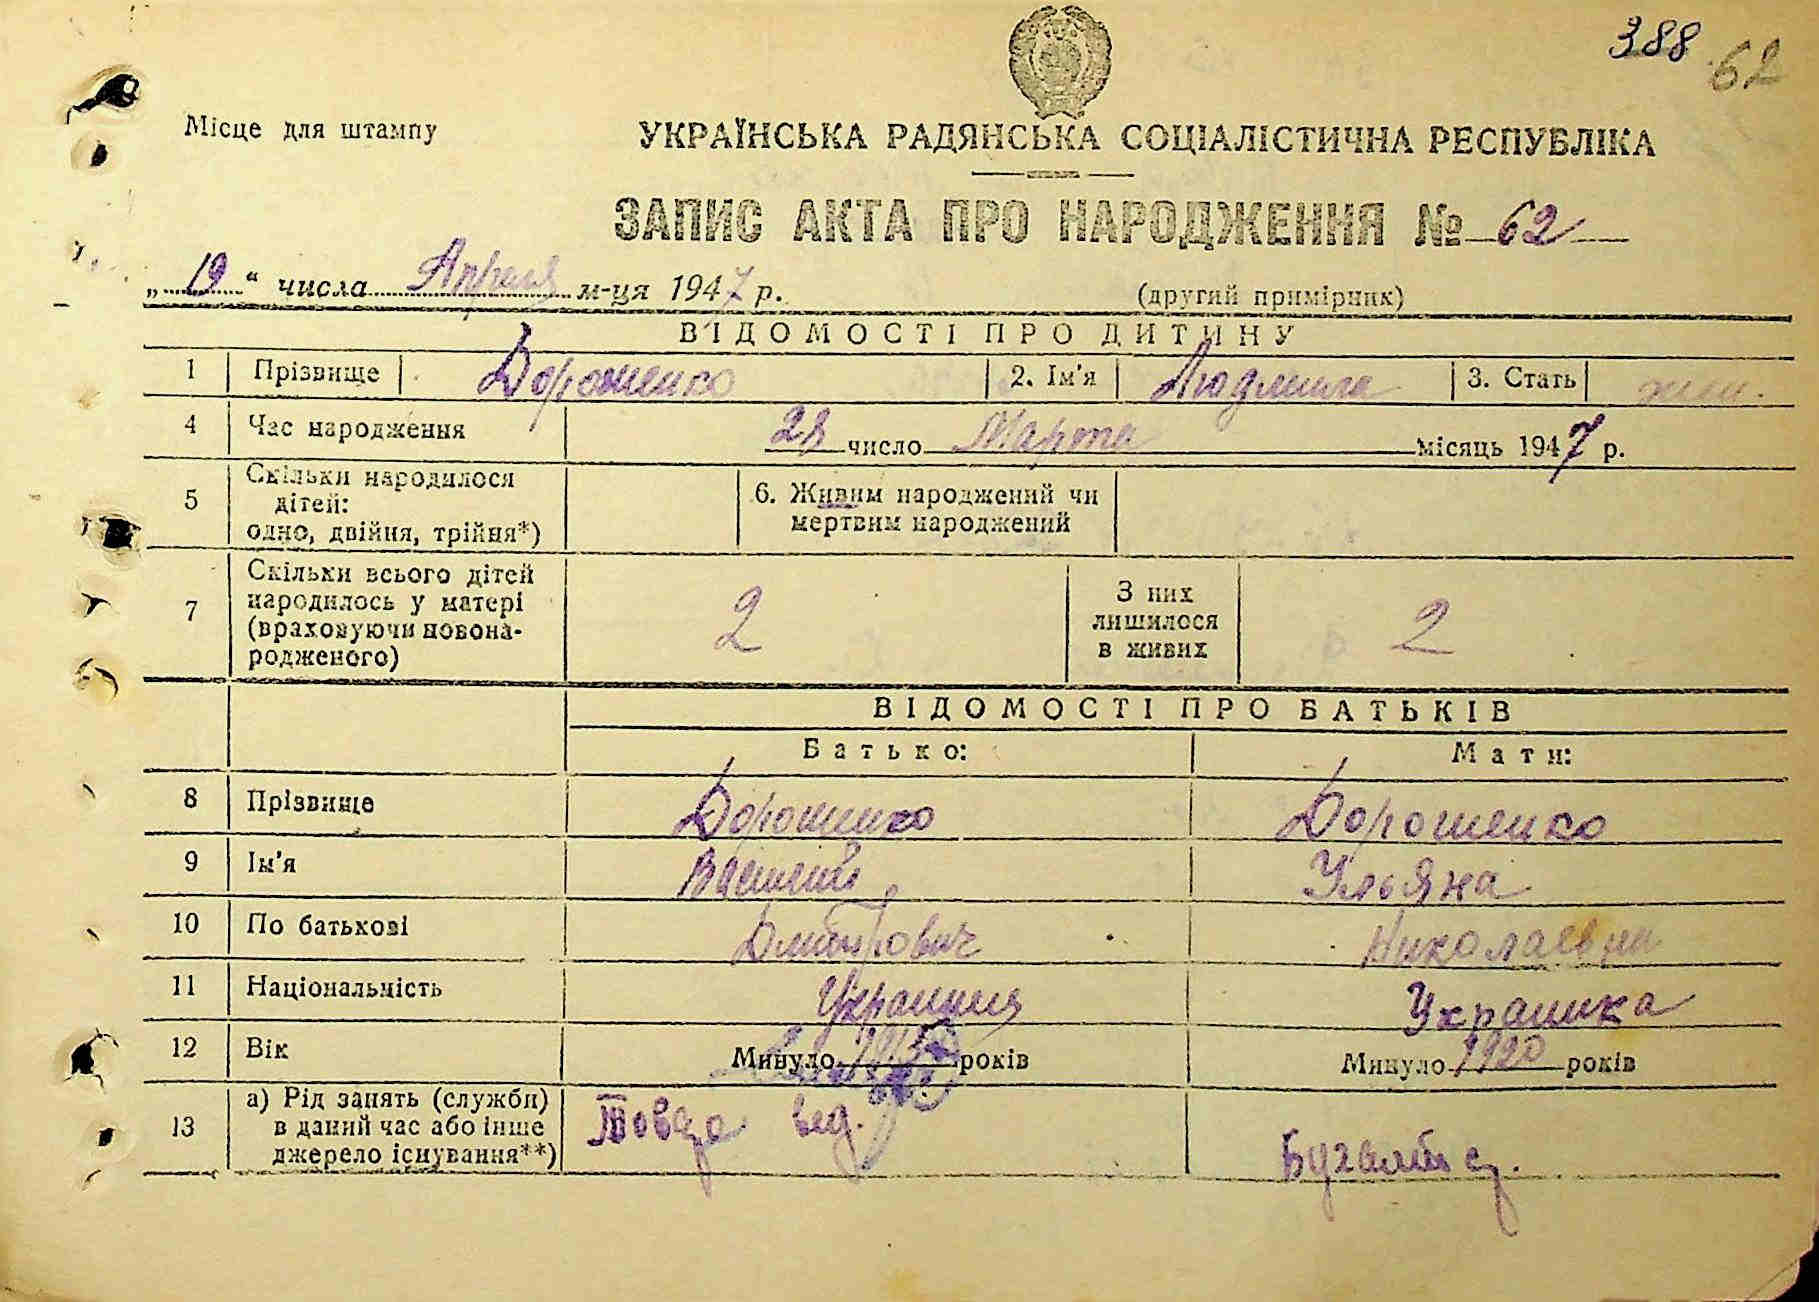 388 62
Місце для штампу
УКРАЇНСЬКА РАДЯНСЬКА СОЦІАЛІСТИЧНА РЕСПУБЛІКА
ЗАПИС АКТА ПРО НАРОДЖЕННЯ № 62
„19“ числа Апреля м-ця 1947 р.
(другий примірник)
ВІДОМОСТІ ПРО ДИТИНУ
1 Прізвище Дорошенко 2. Ім'я Людмила 3. Стать жен.
4 Час народження 28 число Марта місяць 1947 р.
5 Скільки народилося
дітей:
одно, двійня, трійня*)
6. Живим народжений чи
мертвим народжений
7 Скільки всього дітей
народилось у матері
(враховуючи новона-
родженого)
2
З них
лишилося
в живих
2
ВІДОМОСТІ ПРО БАТЬКІВ
Батько: Мати:
8 Прізвище Дорошенко Дорошенко
9 Ім'я Василий Ульяна
10 По батькові Дмитрович Николаевна
11 Національність Украинец Украинка
12 Вік Минуло років Минуло 1920 років
13 а) Рід занять (служби)
в даний час або інше
джерело існування**)
Бухгалтер.